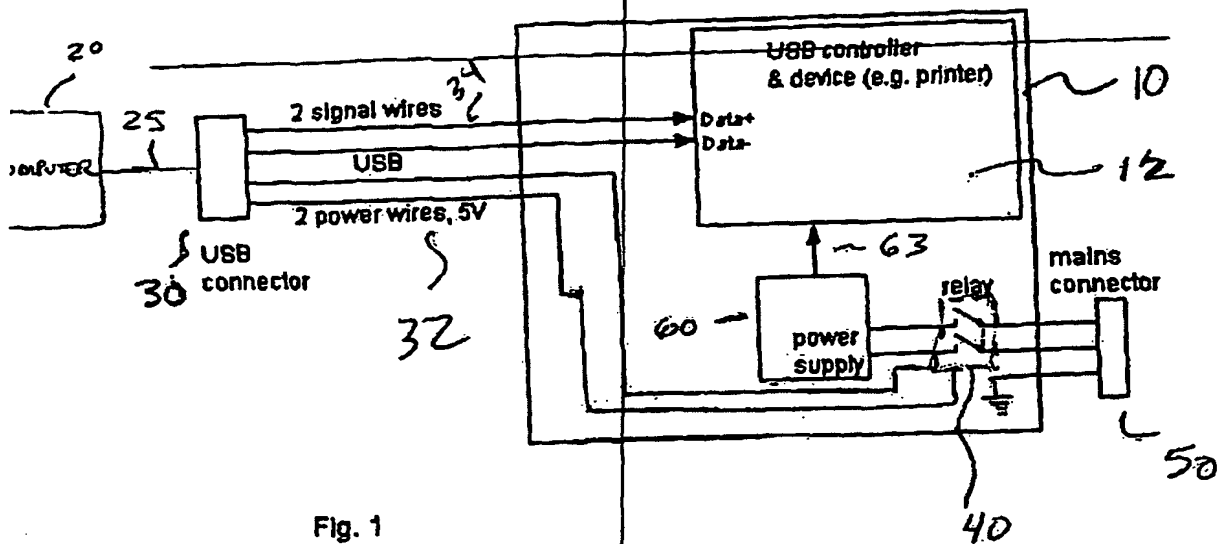 20
USB controller
& device (e.g. printer)
10
34
2 signal wires
Data+
25
Data-
COMPUTER
USB
12
2 power wires, 5V
63
USB
connector
30
32
mains
connector
relay
60
power
supply
50
Fig. 1
40